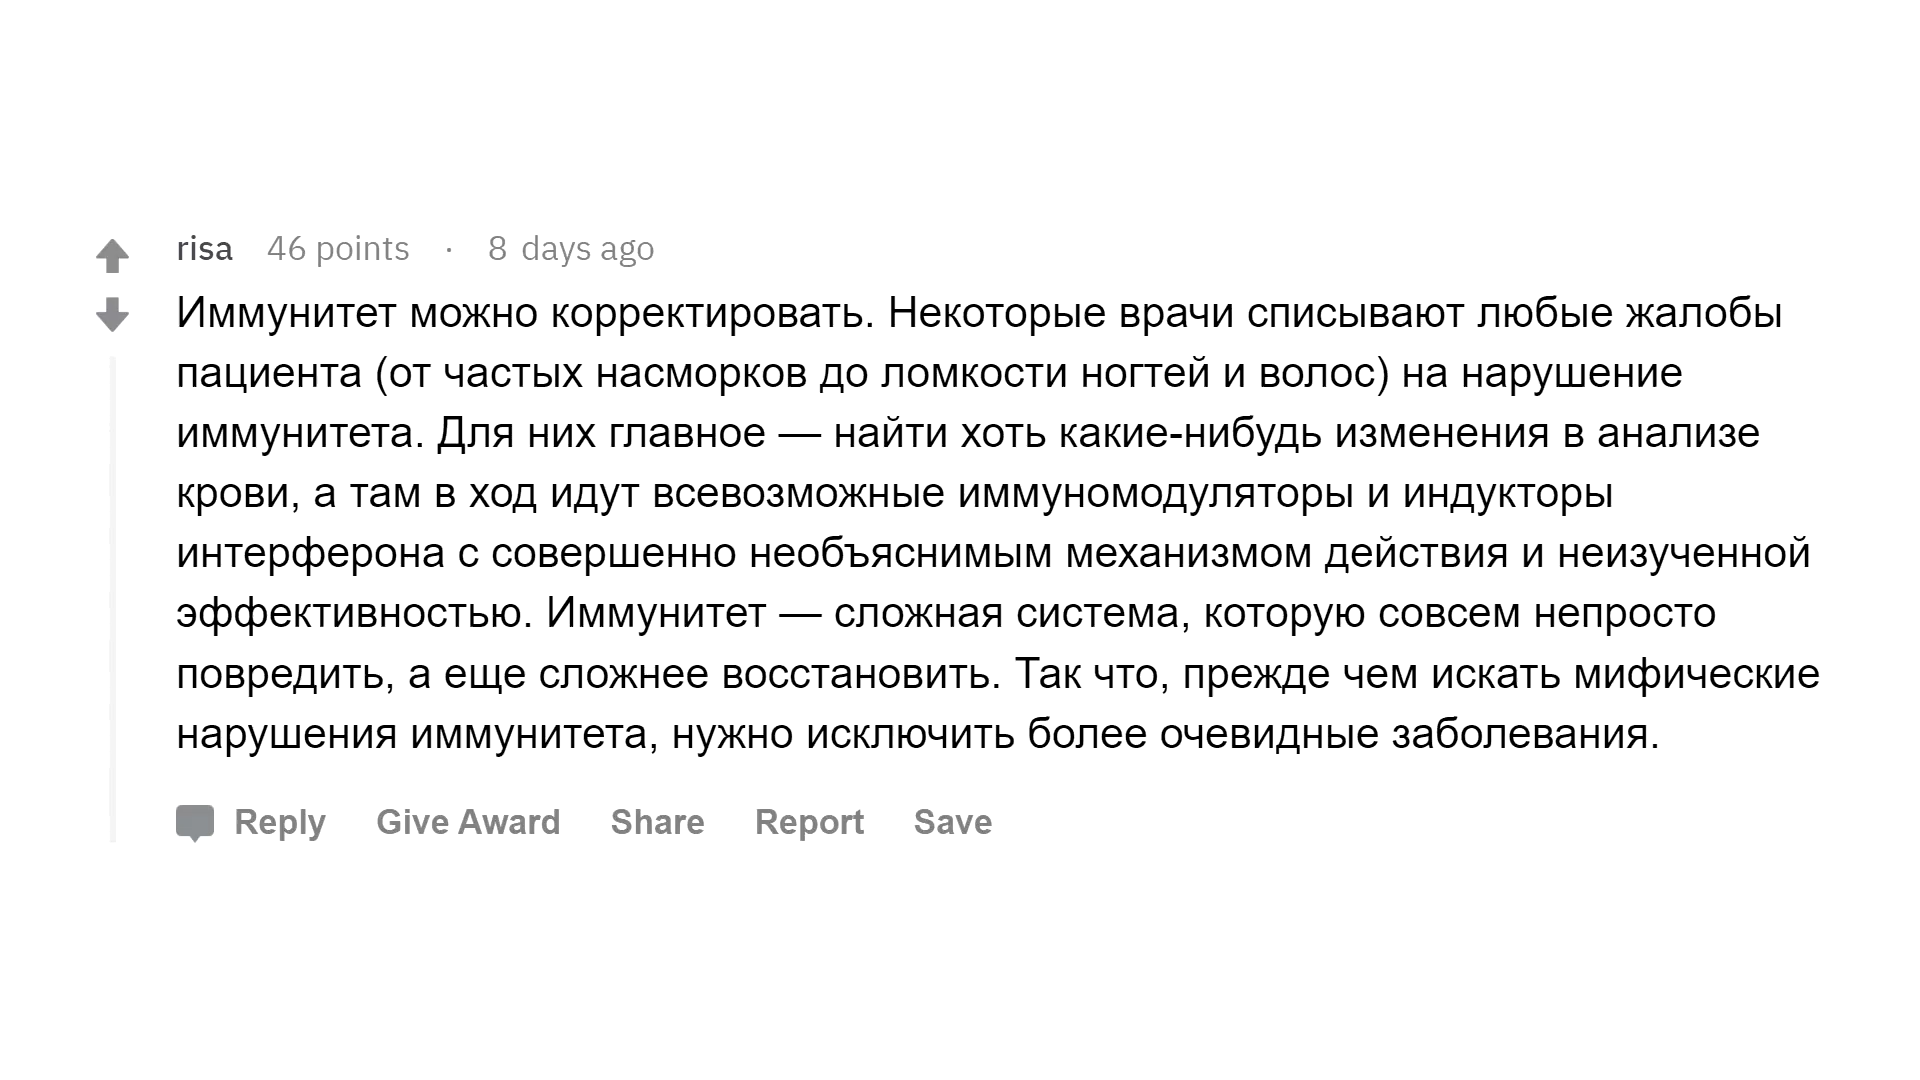 risa 46 points · 8 days ago
Иммунитет можно корректировать. Некоторые врачи списывают любые жалобы
пациента (от частых насморков до ломкости ногтей и волос) на нарушение
иммунитета. Для них главное — найти хоть какие-нибудь изменения в анализе
крови, а там в ход идут всевозможные иммуномодуляторы и индукторы
интерферона с совершенно необъяснимым механизмом действия и неизученной
эффективностью. Иммунитет — сложная система, которую совсем непросто
повредить, а еще сложнее восстановить. Так что, прежде чем искать мифические
нарушения иммунитета, нужно исключить более очевидные заболевания.
Reply Give Award Share Report Save